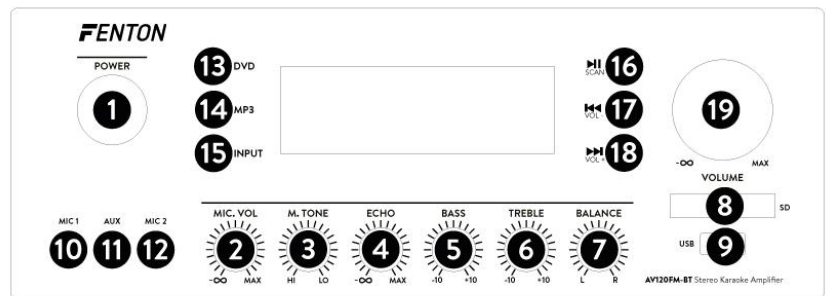 FENTON
POWER
1
13 DVD
14 MP3
15 INPUT
⏯ 16
SCAN
⏮ 17
VOL -
⏭ 18
VOL +
19
-∞ MAX
VOLUME
8 SD
USB 9
MIC 1 AUX MIC 2
10 11 12
MIC. VOL M. TONE ECHO BASS TREBLE BALANCE
2 3 4 5 6 7
-∞ MAX HI LO -∞ MAX -10 +10 -10 +10 L R
AV120FM-BT Stereo Karaoke Amplifier